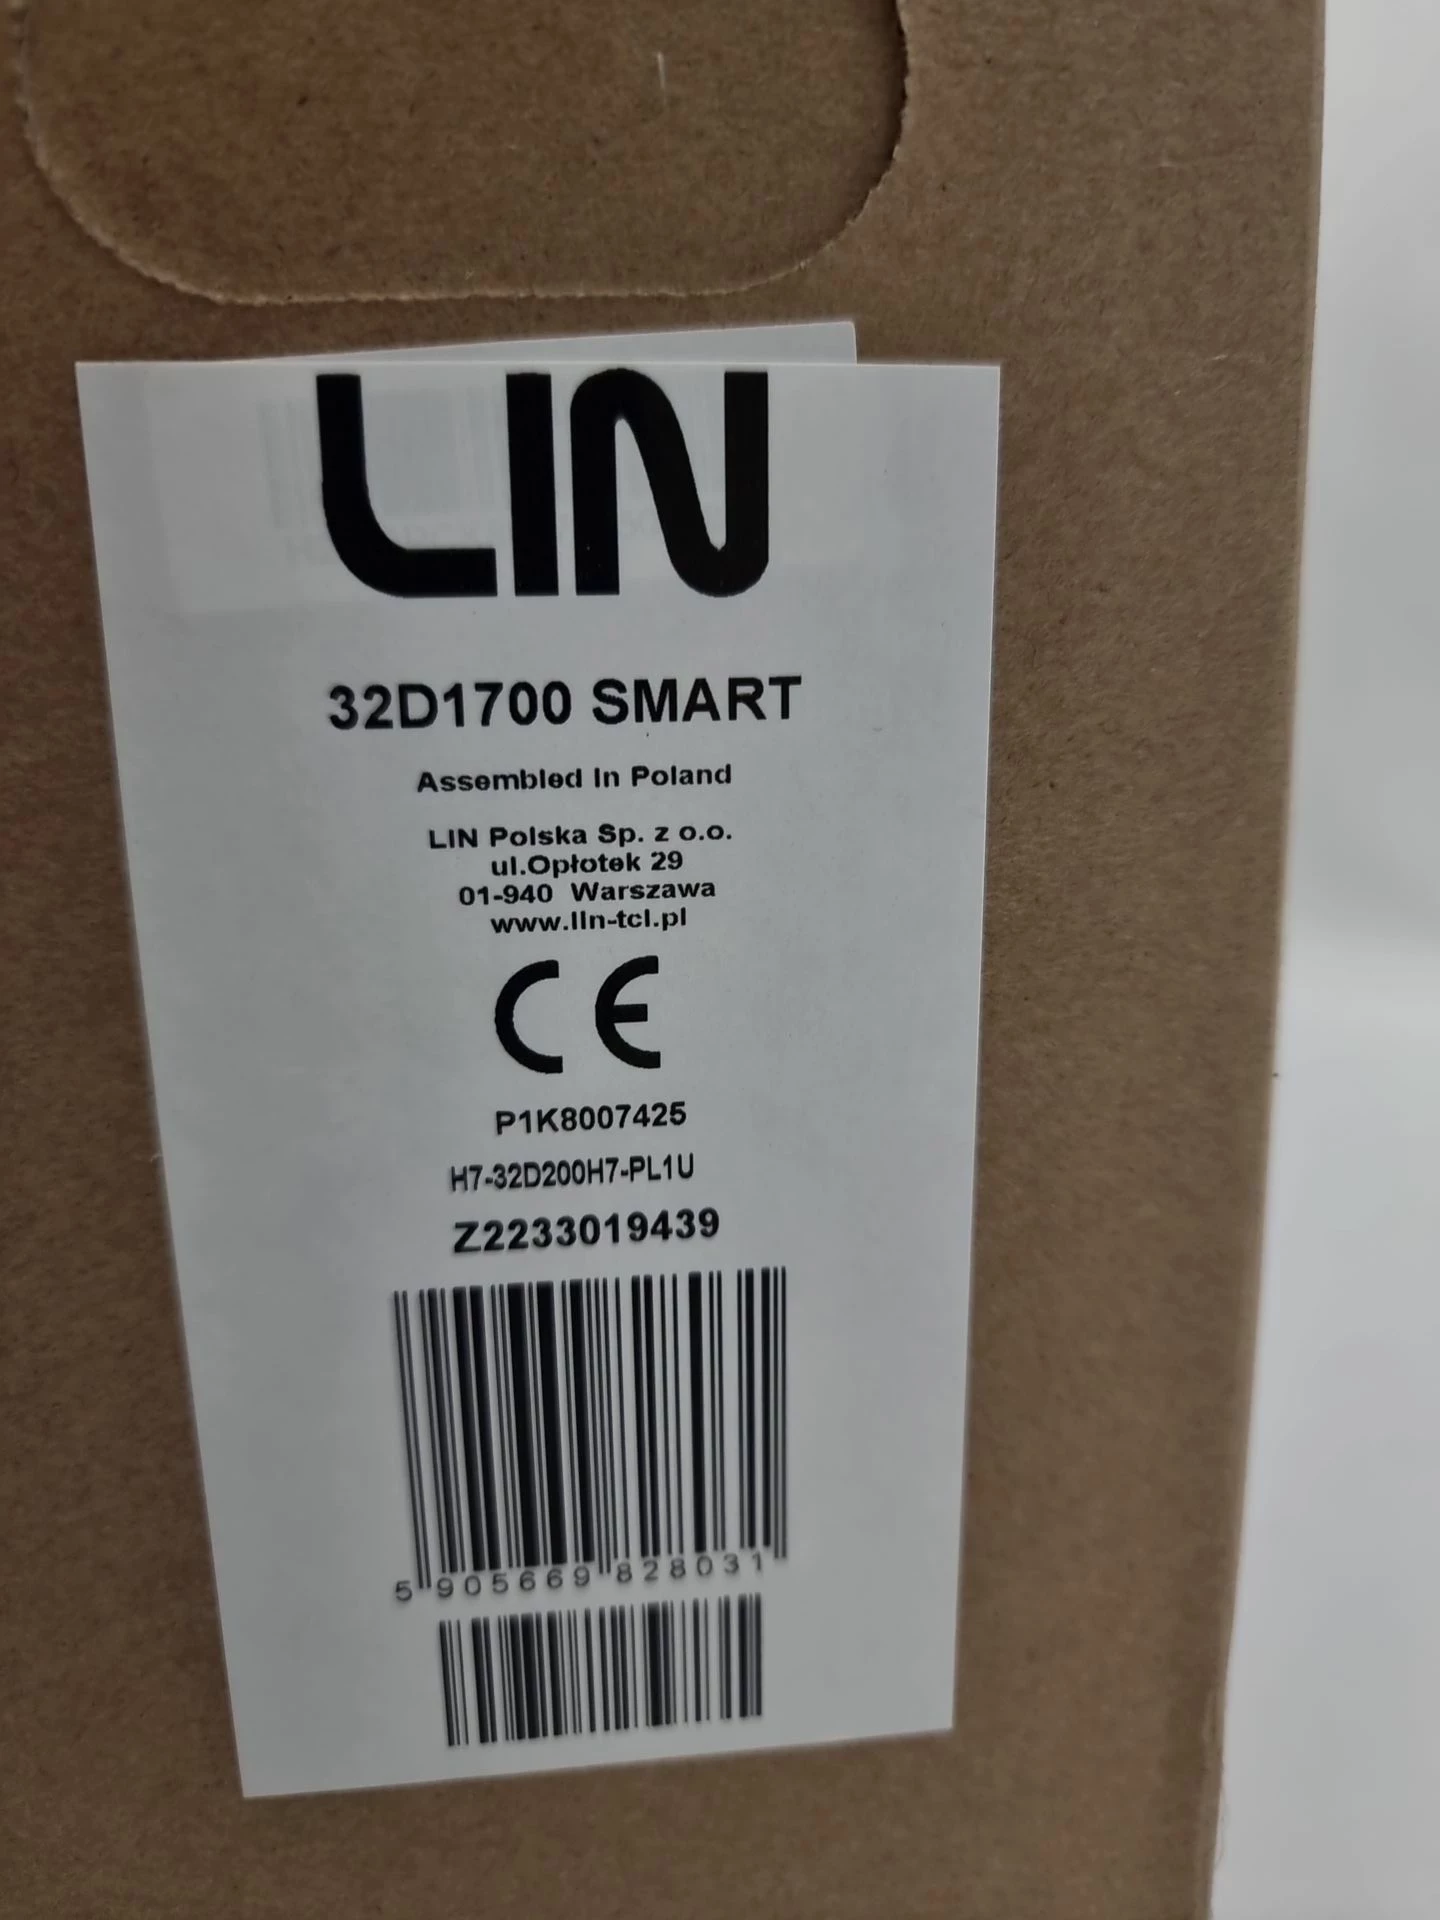 LIN
32D1700 SMART
Assembled in Poland
LIN Polska Sp. z o.o.
ul.Opłotek 29
01-940 Warszawa
www.lin-tcl.pl
CE
P1K8007425
H7-32D200H7-PL1U
Z2233019439
5 905669 828031